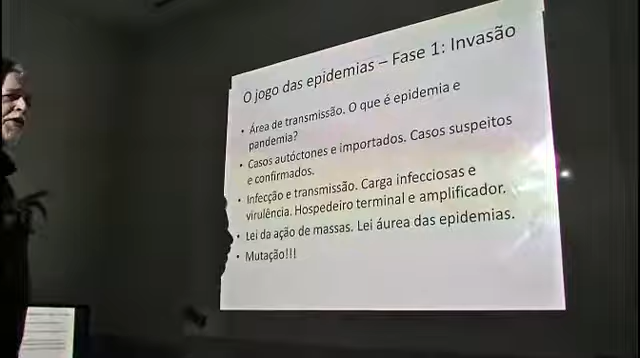 O jogo das epidemias – Fase 1: Invasão
• Área de transmissão. O que é epidemia e
pandemia?
• Casos autóctones e importados. Casos suspeitos
e confirmados.
• Infecção e transmissão. Carga infecciosas e
virulência. Hospedeiro terminal e amplificador.
• Lei da ação de massas. Lei áurea das epidemias.
• Mutação!!!